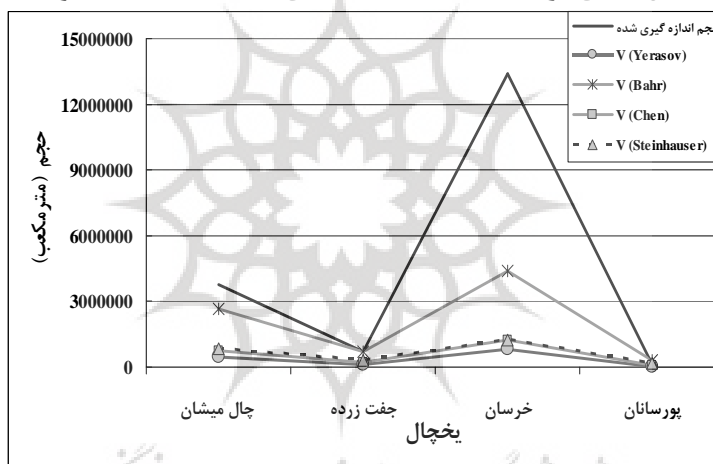 15000000
12000000
9000000
6000000
3000000
0
حجم (مترمکعب)
حجم اندازه گیری شده
V (Yerasov)
V (Bahr)
V (Chen)
V (Steinhauser)
چال میشان
جفت زرده
خرسان
پورسانان
یخچال